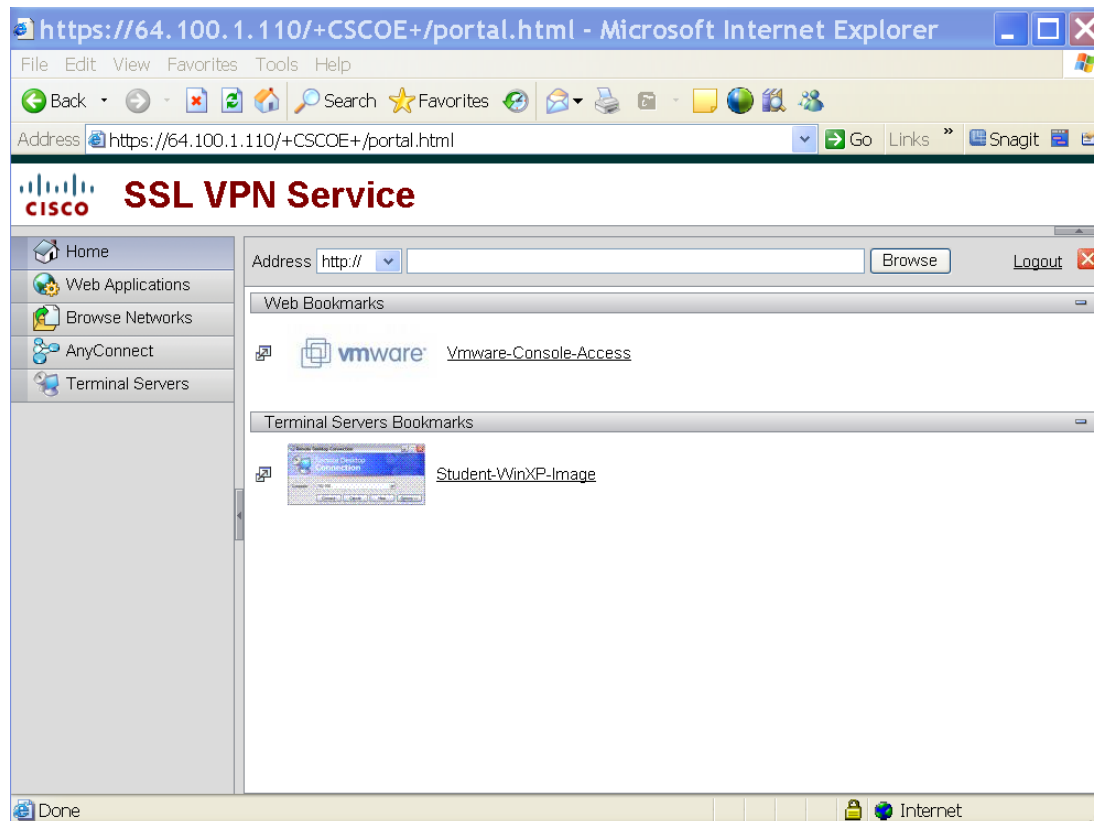 https://64.100.1.110/+CSCOE+/portal.html - Microsoft Internet Explorer
File Edit View Favorites Tools Help
Back Search Favorites
Address https://64.100.1.110/+CSCOE+/portal.html Go Links » Snagit
CISCO SSL VPN Service
Home
Web Applications
Browse Networks
AnyConnect
Terminal Servers
Address http:// Browse Logout
Web Bookmarks
vmware Vmware-Console-Access
Terminal Servers Bookmarks
Remote Desktop
Connection
Student-WinXP-Image
Done Internet